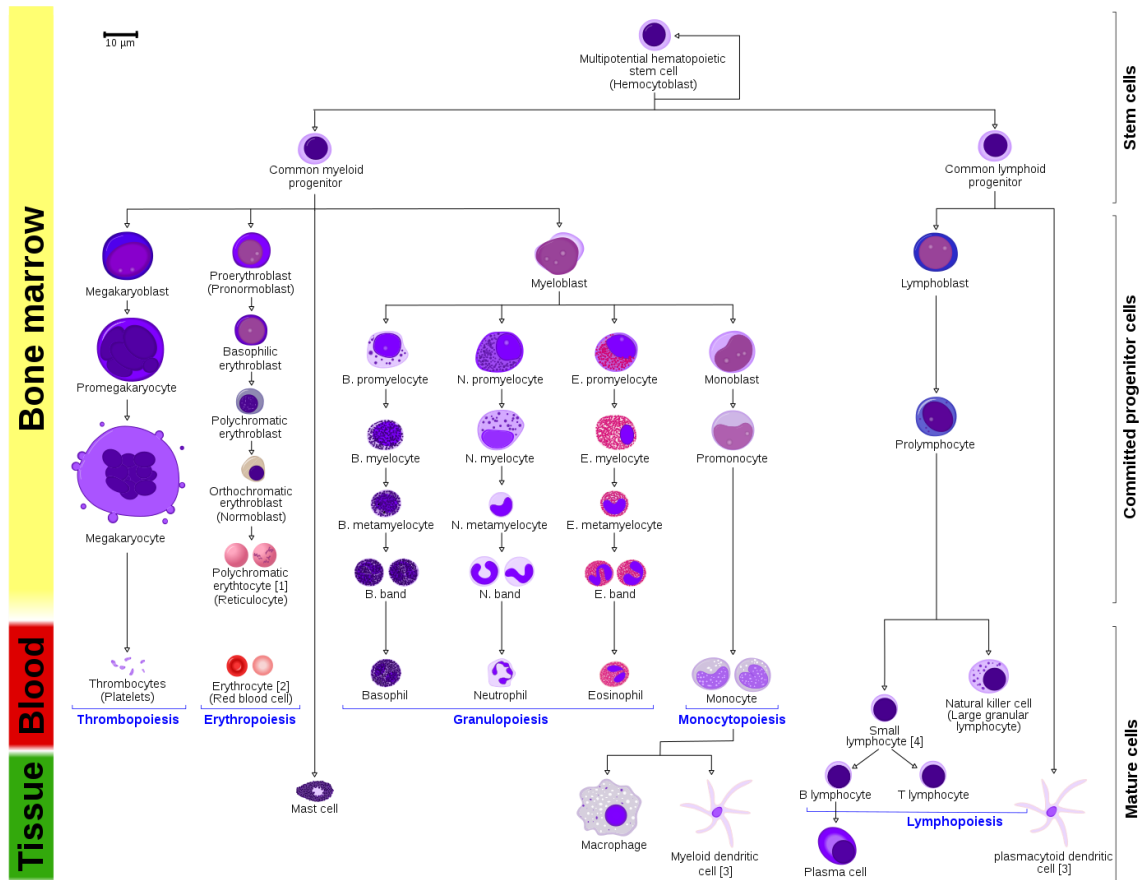 10 µm
Multipotential hematopoietic
stem cell
(Hemocytoblast)
Stem cells
Common myeloid
progenitor
Common lymphoid
progenitor
Bone marrow
Committed progenitor cells
Megakaryoblast
Proerythroblast
(Pronormoblast)
Myeloblast
Lymphoblast
Promegakaryocyte
Basophilic
erythroblast
B. promyelocyte
N. promyelocyte
E. promyelocyte
Monoblast
Polychromatic
erythroblast
B. myelocyte
N. myelocyte
E. myelocyte
Promonocyte
Prolymphocyte
Megakaryocyte
Orthochromatic
erythroblast
(Normoblast)
B. metamyelocyte
N. metamyelocyte
E. metamyelocyte
Polychromatic
erythtocyte [1]
(Reticulocyte)
B. band
N. band
E. band
Blood
Mature cells
Thrombocytes
(Platelets)
Erythrocyte [2]
(Red blood cell)
Basophil
Neutrophil
Eosinophil
Monocyte
Natural killer cell
(Large granular
lymphocyte)
Thrombopoiesis
Erythropoiesis
Granulopoiesis
Monocytopoiesis
Small
lymphocyte [4]
Tissue
Mast cell
Macrophage
Myeloid dendritic
cell [3]
B lymphocyte
T lymphocyte
Lymphopoiesis
Plasma cell
plasmacytoid dendritic
cell [3]